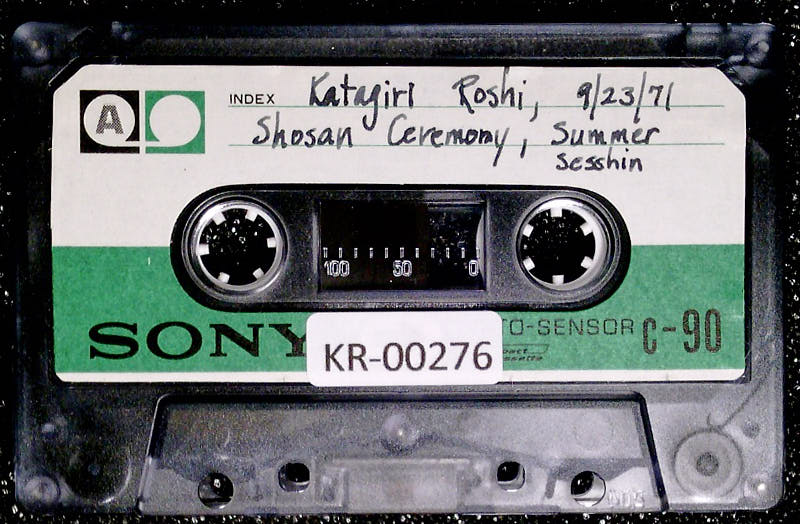 A
INDEX Katagiri Roshi, 9/23/71
Shosan Ceremony, Summer
Sesshin
100 50 0
SONY TO-SENSOR C-90
KR-00276